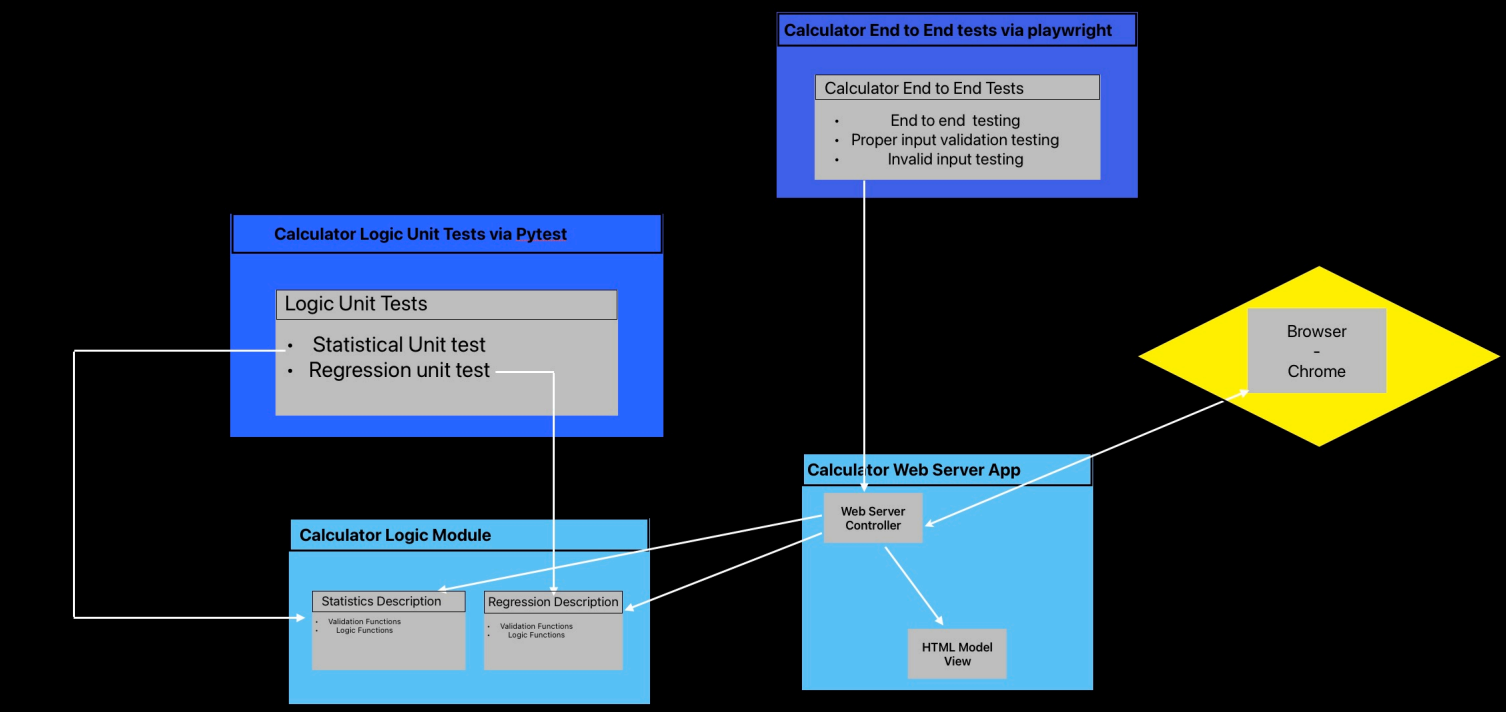 Calculator End to End tests via playwright
Calculator End to End Tests
• End to end testing
• Proper input validation testing
• Invalid input testing
Calculator Logic Unit Tests via Pytest
Logic Unit Tests
• Statistical Unit test
• Regression unit test
Browser
-
Chrome
Calculator Web Server App
Web Server
Controller
HTML Model
View
Calculator Logic Module
Statistics Description
• Validation Functions
• Logic Functions
Regression Description
• Validation Functions
• Logic Functions